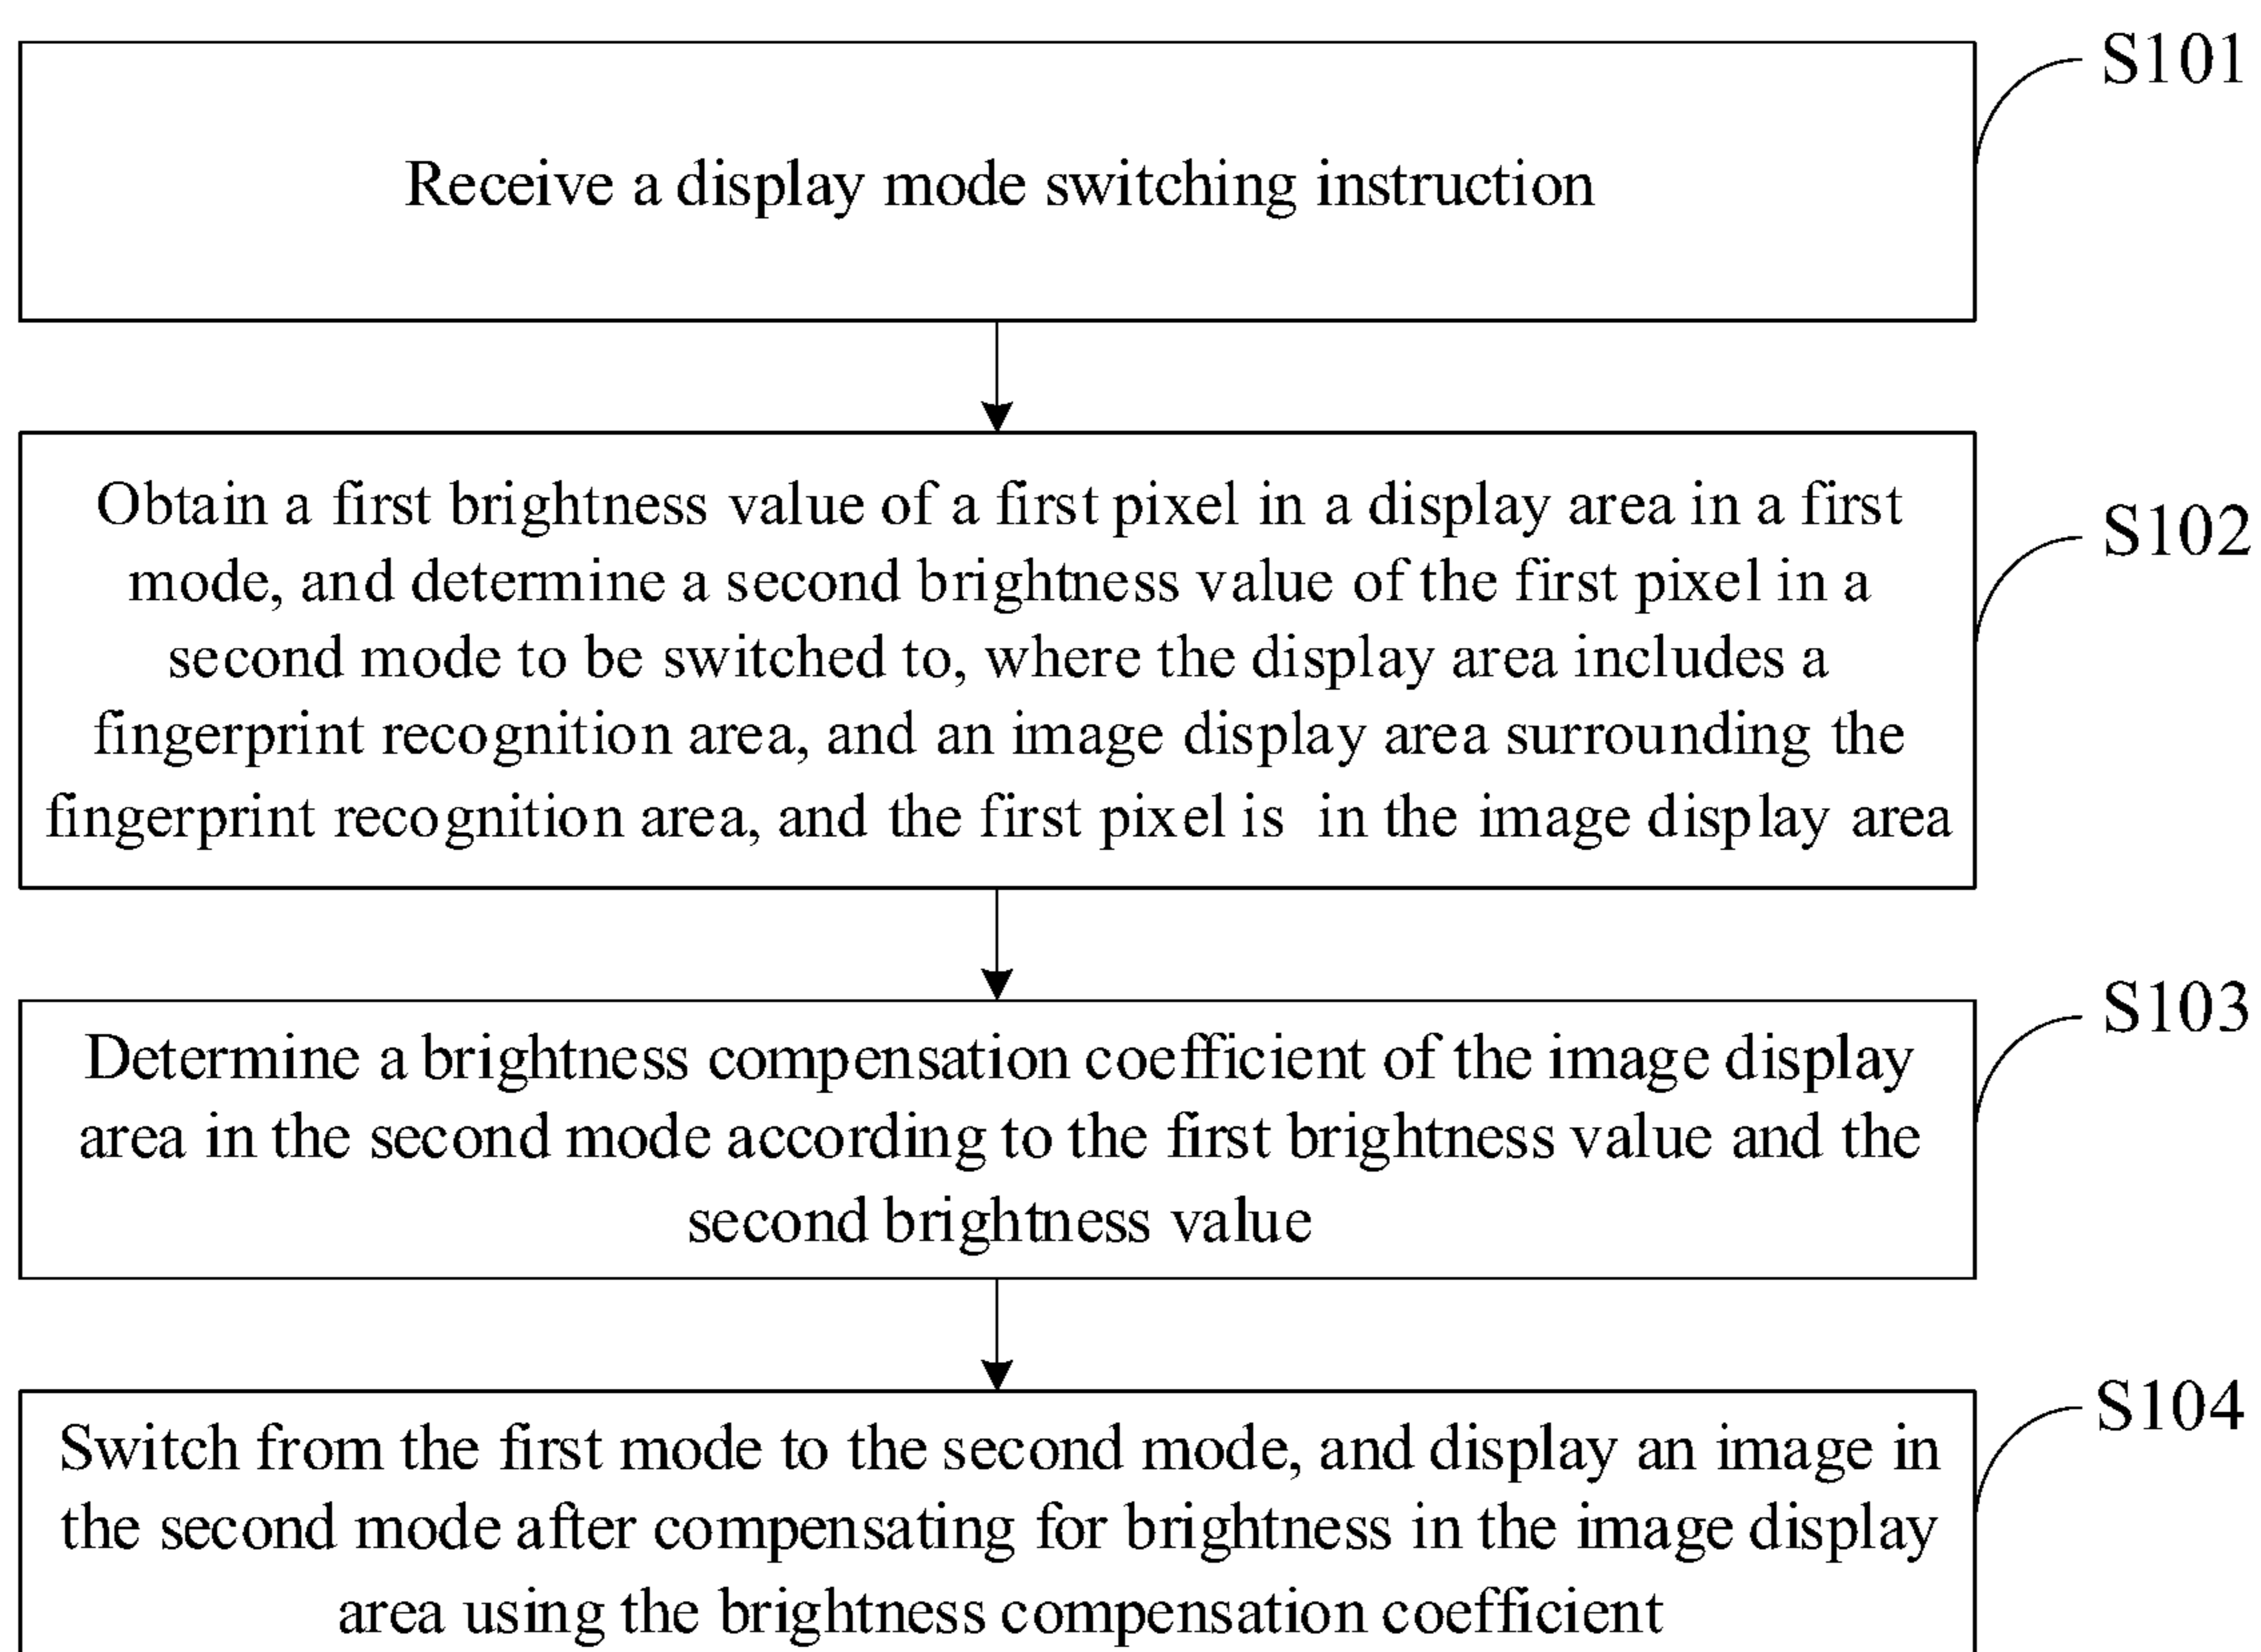 S101
Receive a display mode switching instruction
Obtain a first brightness value of a first pixel in a display area in a first
mode, and determine a second brightness value of the first pixel in a
second mode to be switched to, where the display area includes a
fingerprint recognition area, and an image display area surrounding the
fingerprint recognition area, and the first pixel is in the image display area
S102
Determine a brightness compensation coefficient of the image display
area in the second mode according to the first brightness value and the
second brightness value
S103
Switch from the first mode to the second mode, and display an image in
the second mode after compensating for brightness in the image display
area using the brightness compensation coefficient
S104